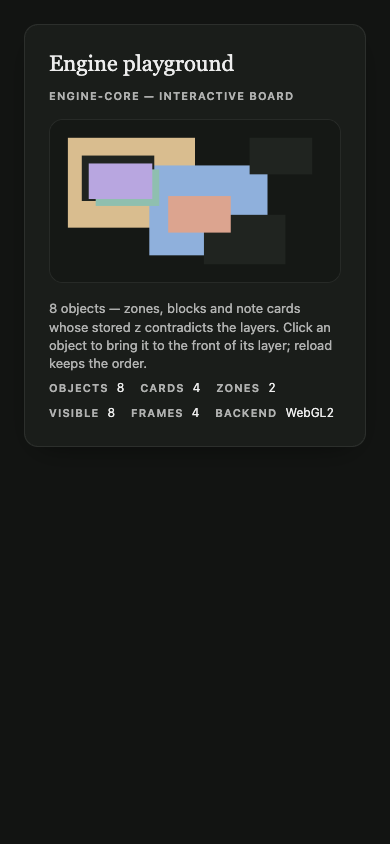 Engine playground
ENGINE-CORE — INTERACTIVE BOARD
8 objects — zones, blocks and note cards
whose stored z contradicts the layers. Click an
object to bring it to the front of its layer; reload
keeps the order.
OBJECTS 8 CARDS 4 ZONES 2
VISIBLE 8 FRAMES 4 BACKEND WebGL2